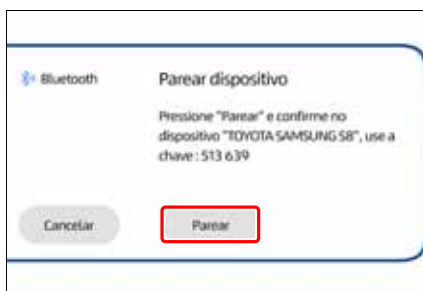 Bluetooth
Parear dispositivo
Pressione "Parear" e confirme no
dispositivo "TOYOTA SAMSUNG S8", use a
chave : 513 639
Cancelar
Parear